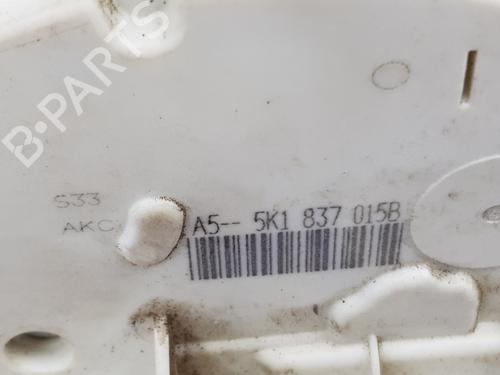 B-PARTS
S33
AKC
A5-- 5K1 837 015B